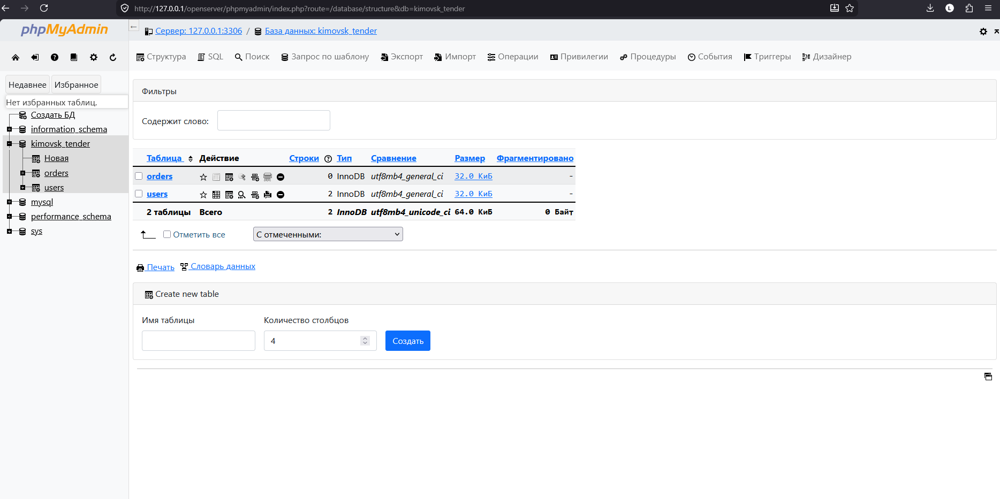 http://127.0.0.1/openserver/phpmyadmin/index.php?route=/database/structure&db=kimovsk_tender
L
phpMyAdmin
Сервер: 127.0.0.1:3306 / База данных: kimovsk_tender
Структура SQL Поиск Запрос по шаблону Экспорт Импорт Операции Привилегии Процедуры События Триггеры Дизайнер
Недавнее Избранное
Нет избранных таблиц.
Создать БД
information_schema
kimovsk_tender
Новая
orders
users
mysql
performance_schema
sys
Фильтры
Содержит слово:
Таблица Действие Строки Тип Сравнение Размер Фрагментировано
orders 0 InnoDB utf8mb4_general_ci 32.0 КиБ -
users 2 InnoDB utf8mb4_general_ci 32.0 КиБ -
2 таблицы Всего 2 InnoDB utf8mb4_unicode_ci 64.0 КиБ 0 Байт
Отметить все С отмеченными:
Печать Словарь данных
Create new table
Имя таблицы Количество столбцов
4 Создать